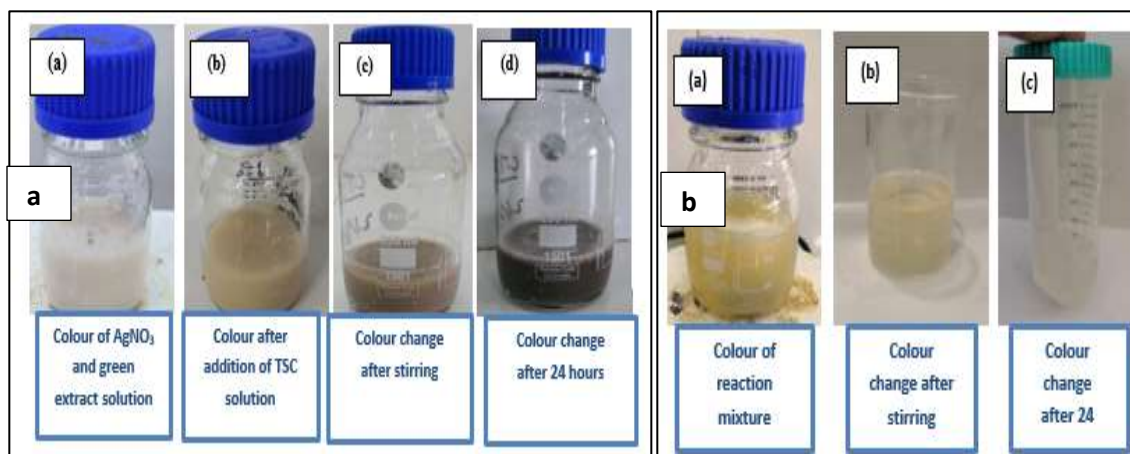 (a)
(b)
(c)
(d)
a
Colour of AgNO₃
and green
extract solution
Colour after
addition of TSC
solution
Colour change
after stirring
Colour change
after 24 hours
(a)
(b)
(c)
b
Colour of
reaction
mixture
Colour
change after
stirring
Colour
change
after 24